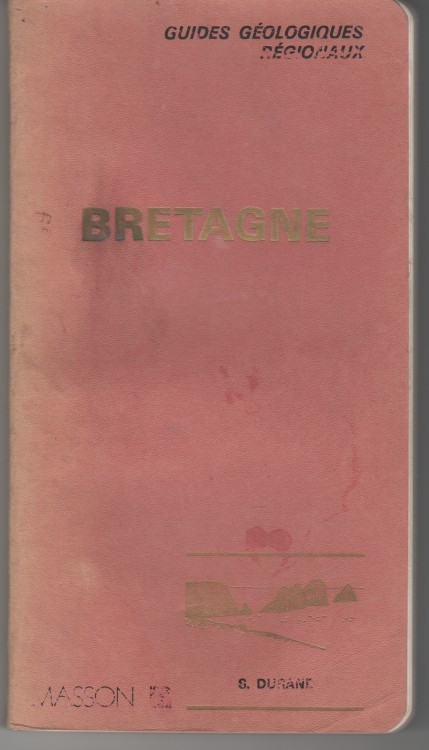 GUIDES GÉOLOGIQUES
RÉGIONAUX
BRETAGNE
S. DURAND
MASSON